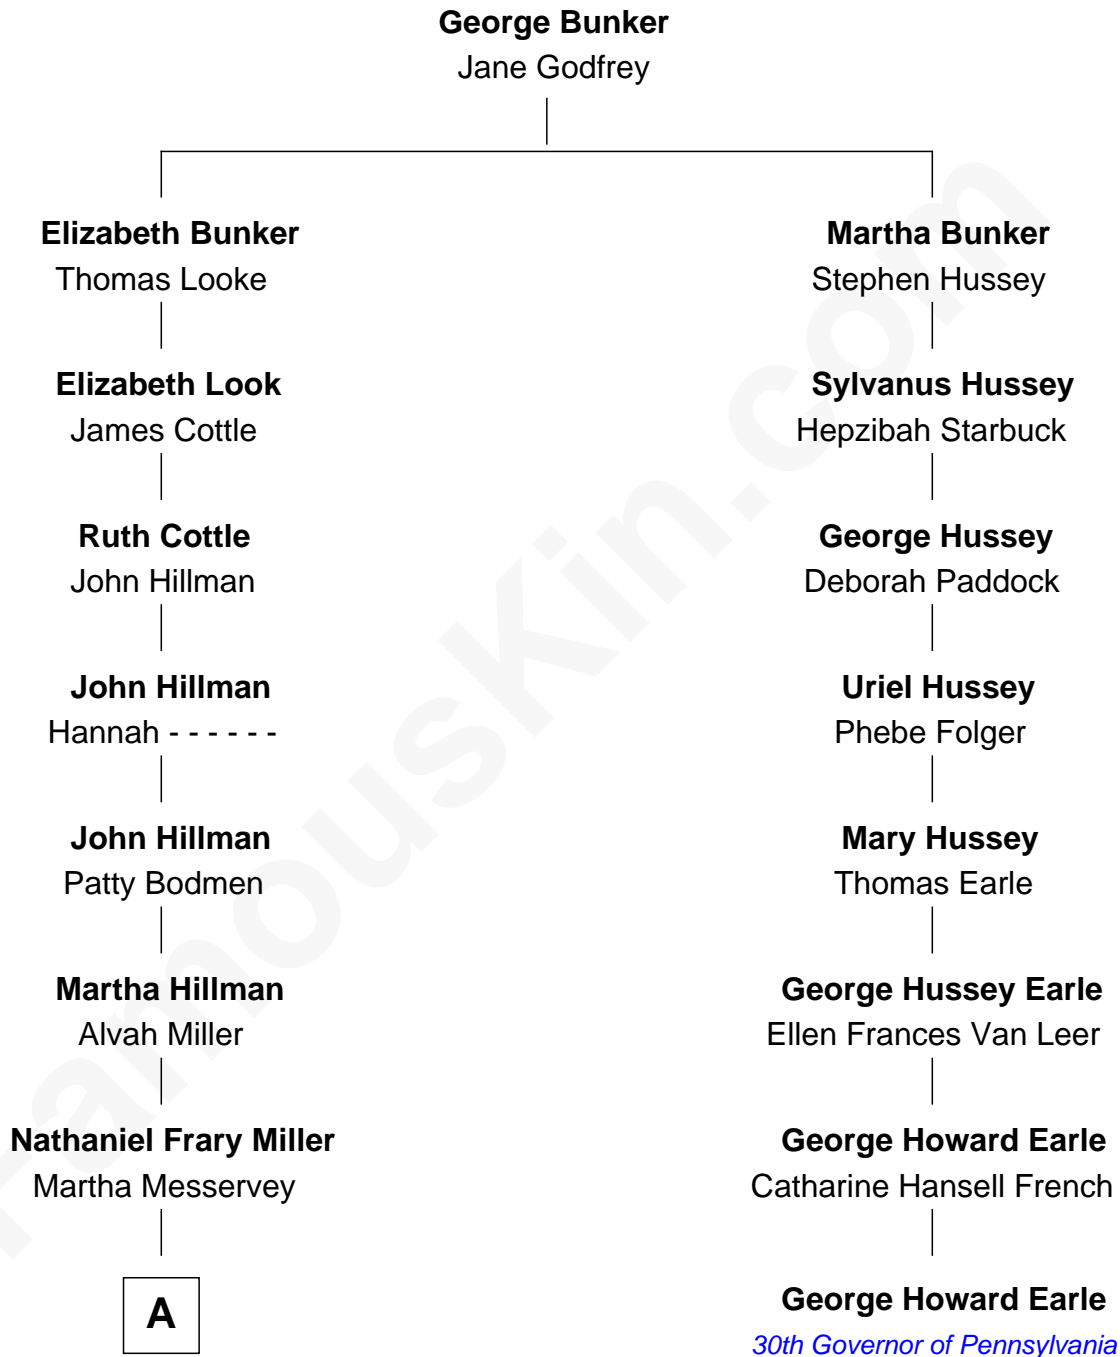 George Bunker
Jane Godfrey
Elizabeth Bunker
Thomas Looke
Martha Bunker
Stephen Hussey
Elizabeth Look
James Cottle
Sylvanus Hussey
Hepzibah Starbuck
Ruth Cottle
John Hillman
George Hussey
Deborah Paddock
John Hillman
Hannah - - - - - -
Uriel Hussey
Phebe Folger
John Hillman
Patty Bodmen
Mary Hussey
Thomas Earle
Martha Hillman
Alvah Miller
George Hussey Earle
Ellen Frances Van Leer
Nathaniel Frary Miller
Martha Messervey
George Howard Earle
Catharine Hansell French
A
George Howard Earle
30th Governor of Pennsylvania
FamousKin.com